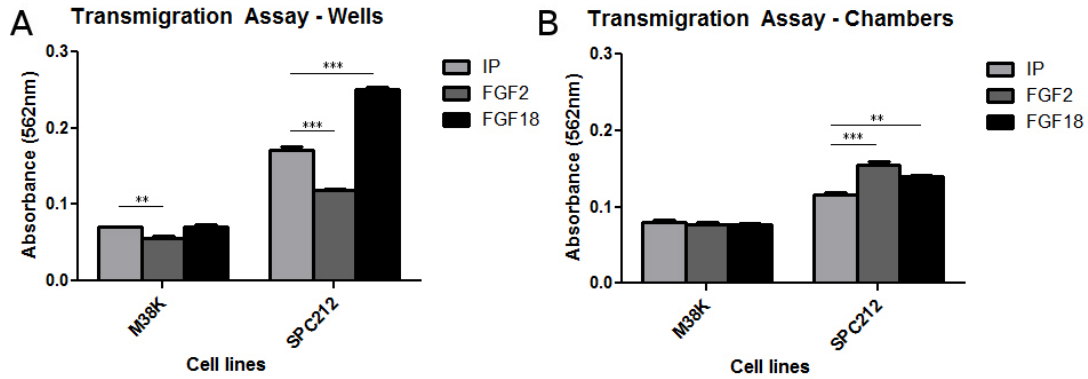 A
Transmigration Assay - Wells
Absorbance (562nm)
0.3
0.2
0.1
0.0
**
***
***
IP
FGF2
FGF18
M38K
SPC212
Cell lines
B
Transmigration Assay - Chambers
Absorbance (562nm)
0.3
0.2
0.1
0.0
**
***
IP
FGF2
FGF18
M38K
SPC212
Cell lines